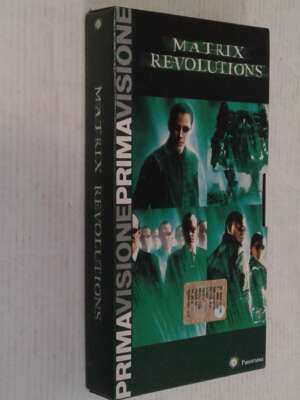 MATRIX
REVOLUTIONS
MATRIX REVOLUTIONS
PRIMAVISIONEPRIMAVISIONE
Panorama